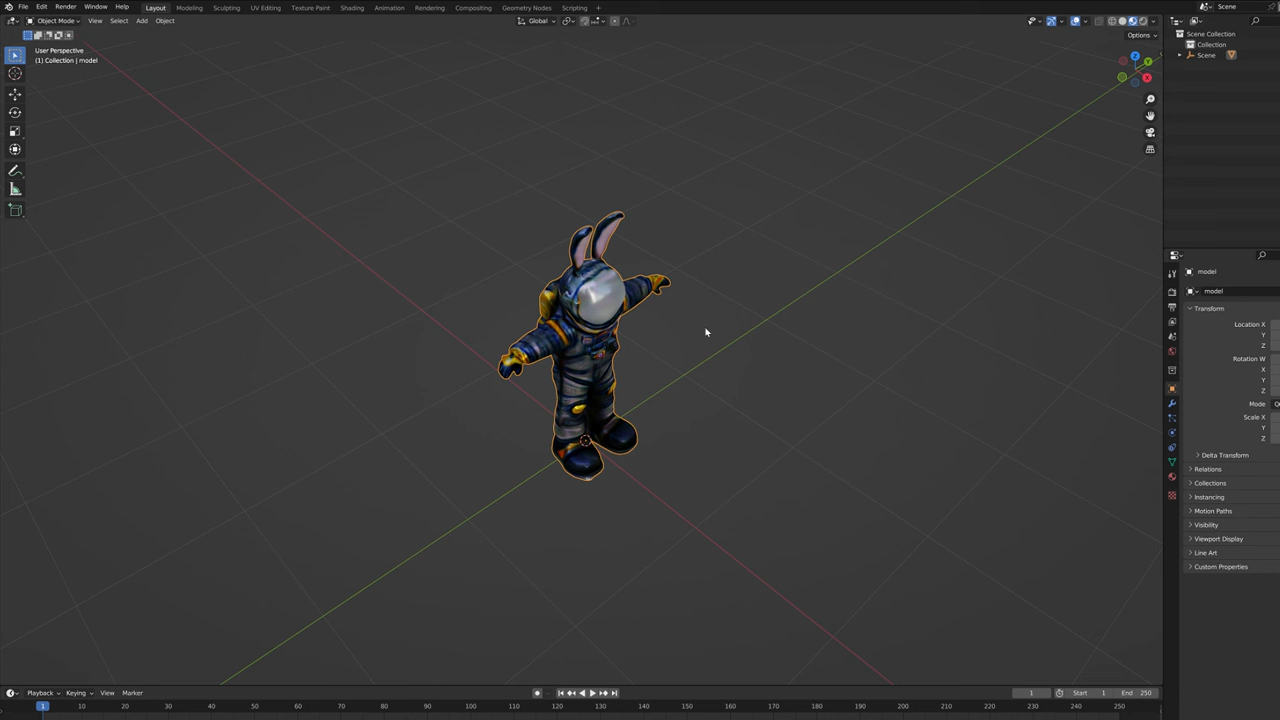 File Edit Render Window Help Layout Modeling Sculpting UV Editing Texture Paint Shading Animation Rendering Compositing Geometry Nodes Scripting + Scene
Object Mode View Select Add Object Global
Options
User Perspective
(1) Collection | model
Z
Y
X
Scene Collection
Collection
Scene
model
model
Transform
Location X
Y
Z
Rotation W
X
Y
Z
Mode
Scale X
Y
Z
Delta Transform
Relations
Collections
Instancing
Motion Paths
Visibility
Viewport Display
Line Art
Custom Properties
Playback Keying View Marker 1 Start 1 End 250
1 10 20 30 40 50 60 70 80 90 100 110 120 130 140 150 160 170 180 190 200 210 220 230 240 250